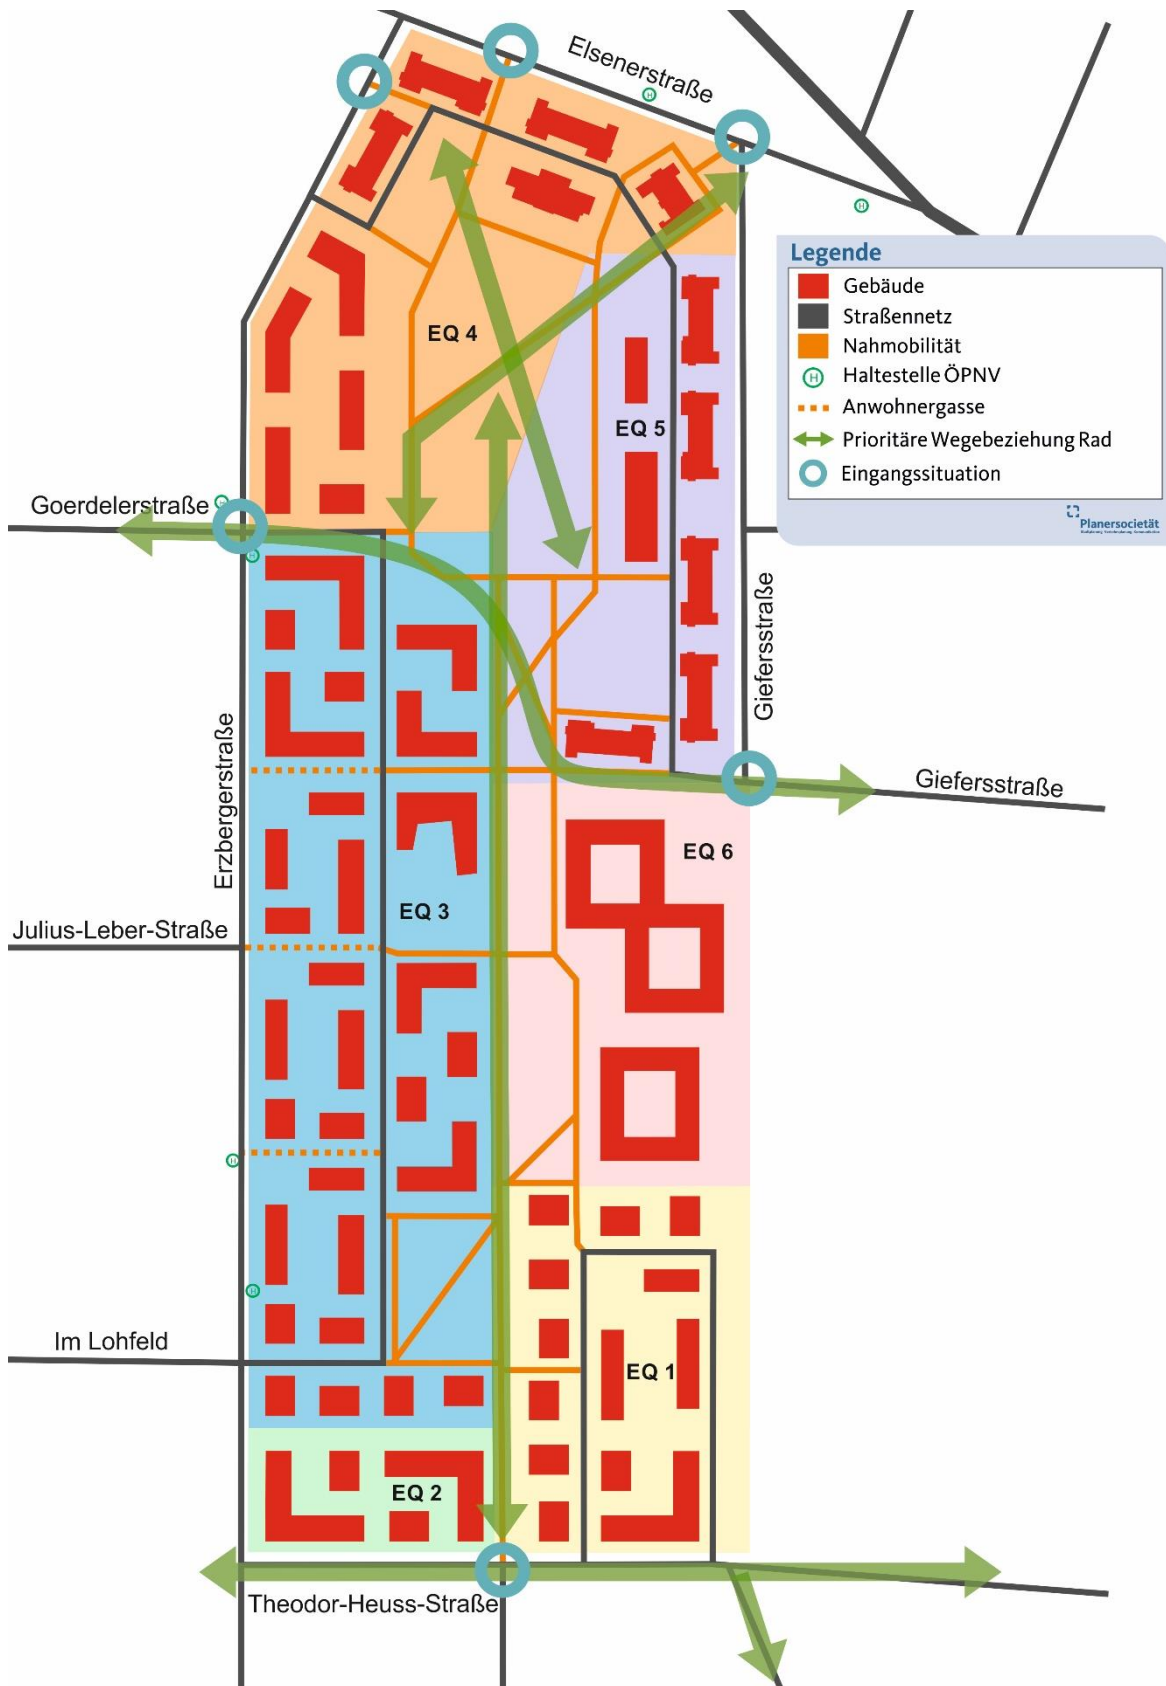 Elsenerstraße
H
H
Legende
Gebäude
Straßennetz
Nahmobilität
H Haltestelle ÖPNV
Anwohnergasse
Prioritäre Wegebeziehung Rad
Eingangssituation
Planersocietät
EQ 4
EQ 5
Goerdelerstraße
H
H
Giefersstraße
Erzbergerstraße
Giefersstraße
EQ 6
EQ 3
Julius-Leber-Straße
H
H
Im Lohfeld
EQ 1
EQ 2
Theodor-Heuss-Straße